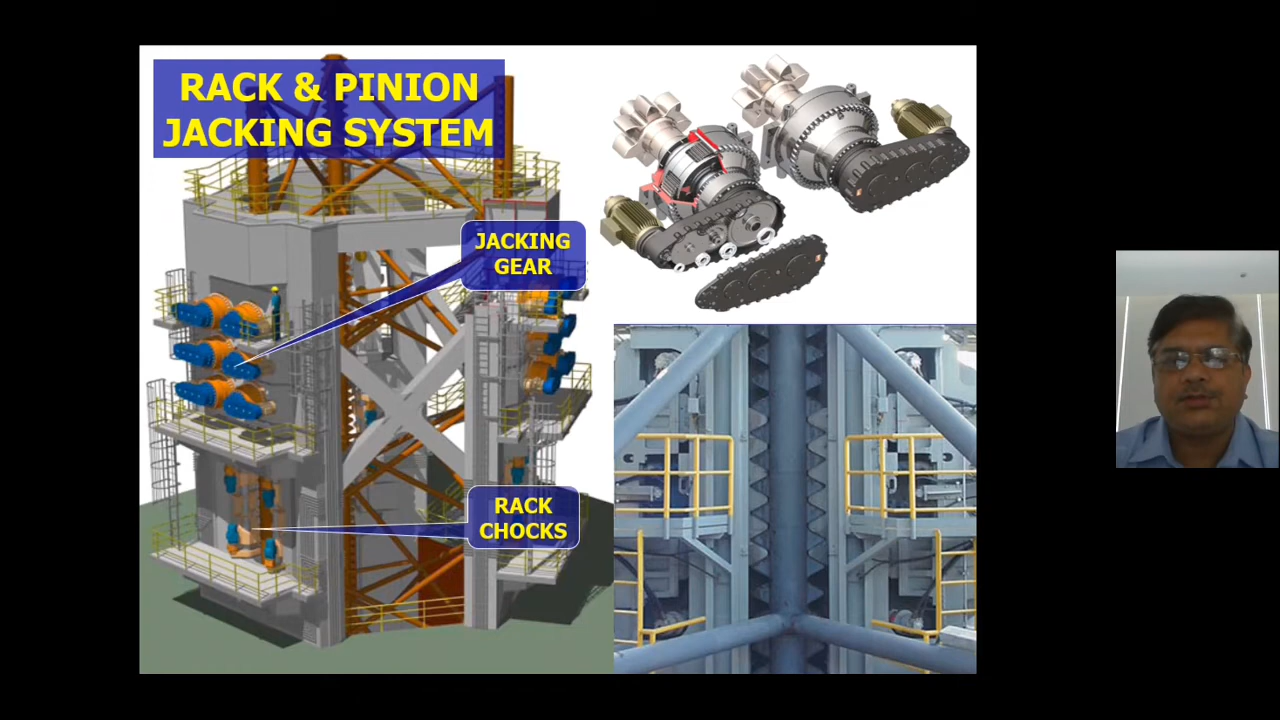 RACK & PINION
JACKING SYSTEM
JACKING
GEAR
RACK
CHOCKS